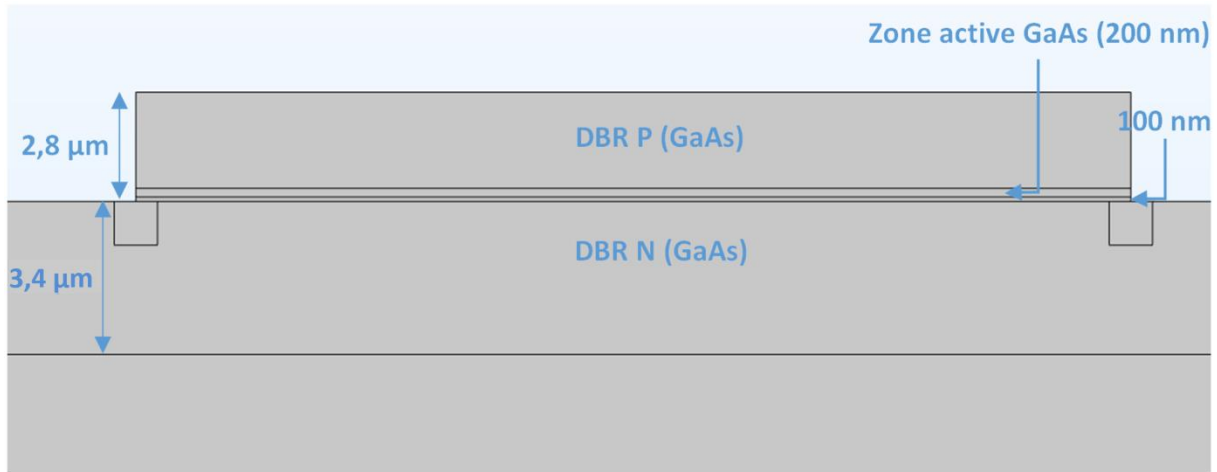 Zone active GaAs (200 nm)
100 nm
2,8 µm
DBR P (GaAs)
DBR N (GaAs)
3,4 µm